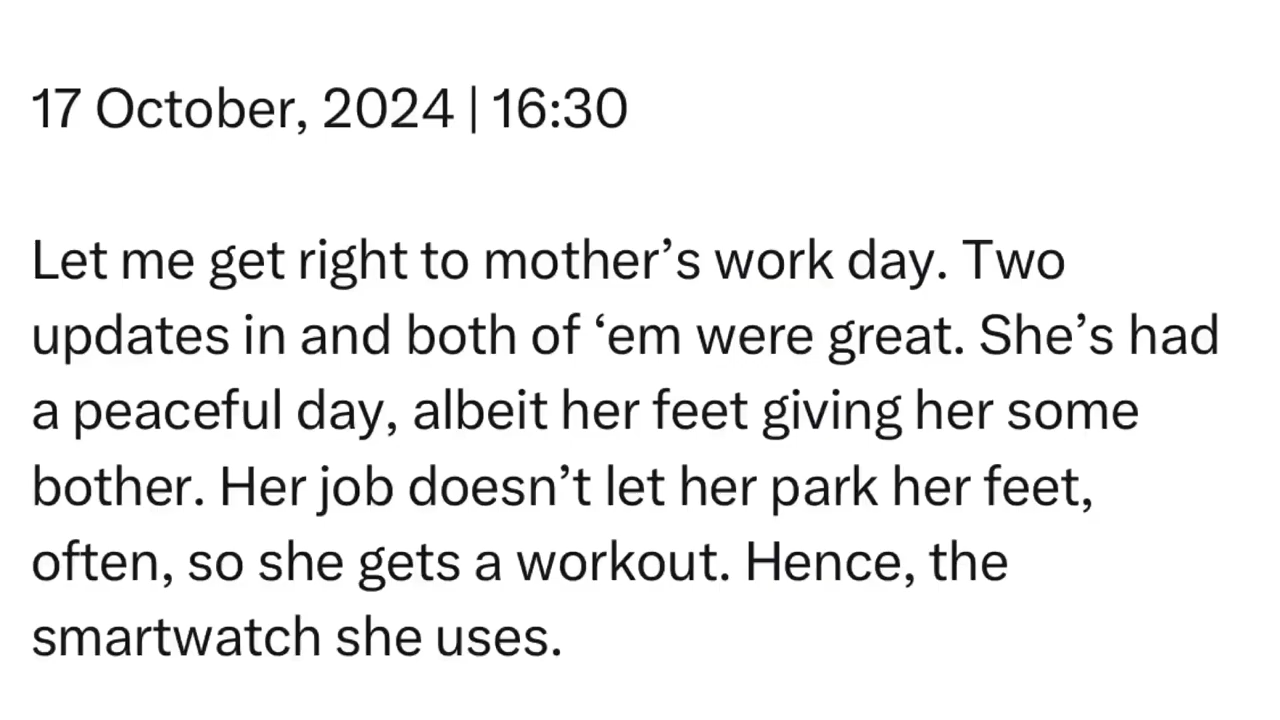 17 October, 2024 | 16:30
Let me get right to mother’s work day. Two
updates in and both of ‘em were great. She’s had
a peaceful day, albeit her feet giving her some
bother. Her job doesn’t let her park her feet,
often, so she gets a workout. Hence, the
smartwatch she uses.